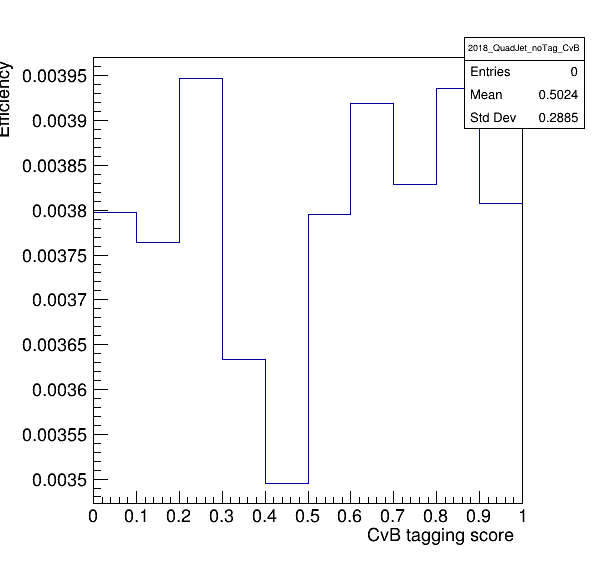 2018_QuadJet_noTag_CvB
Entries 0
Mean 0.5024
Std Dev 0.2885
Efficiency
0.00395
0.0039
0.00385
0.0038
0.00375
0.0037
0.00365
0.0036
0.00355
0.0035
0 0.1 0.2 0.3 0.4 0.5 0.6 0.7 0.8 0.9 1
CvB tagging score